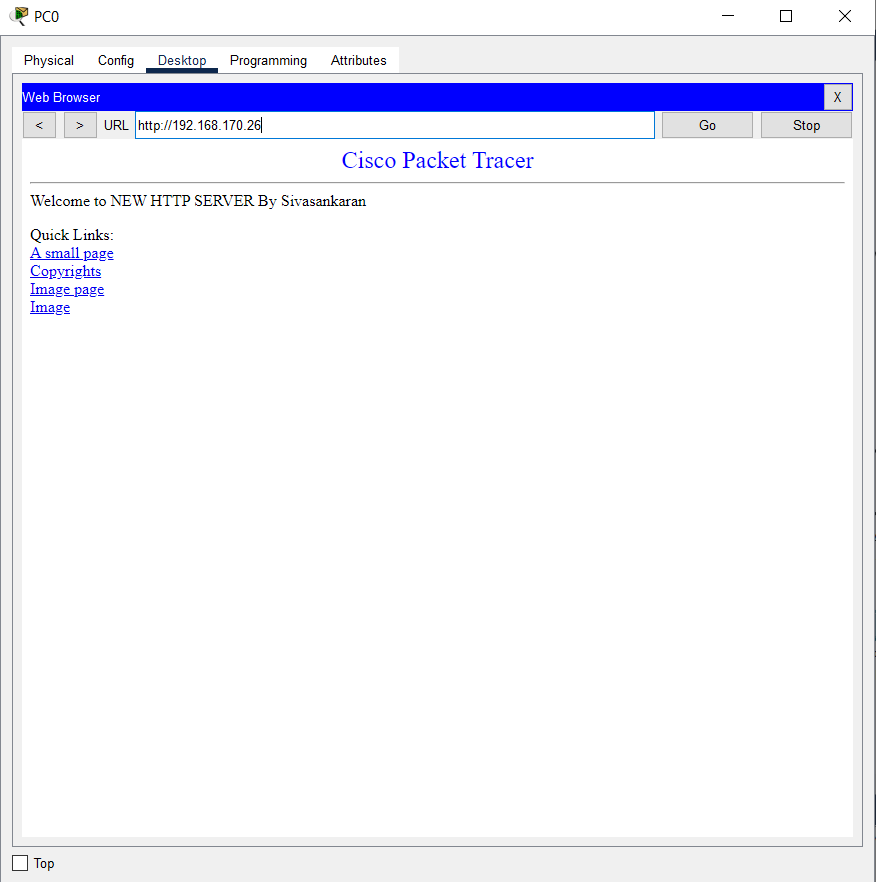 PC0
Physical Config Desktop Programming Attributes
Web Browser X
< > URL http://192.168.170.26 Go Stop
Cisco Packet Tracer
Welcome to NEW HTTP SERVER By Sivasankaran
Quick Links:
A small page
Copyrights
Image page
Image
Top